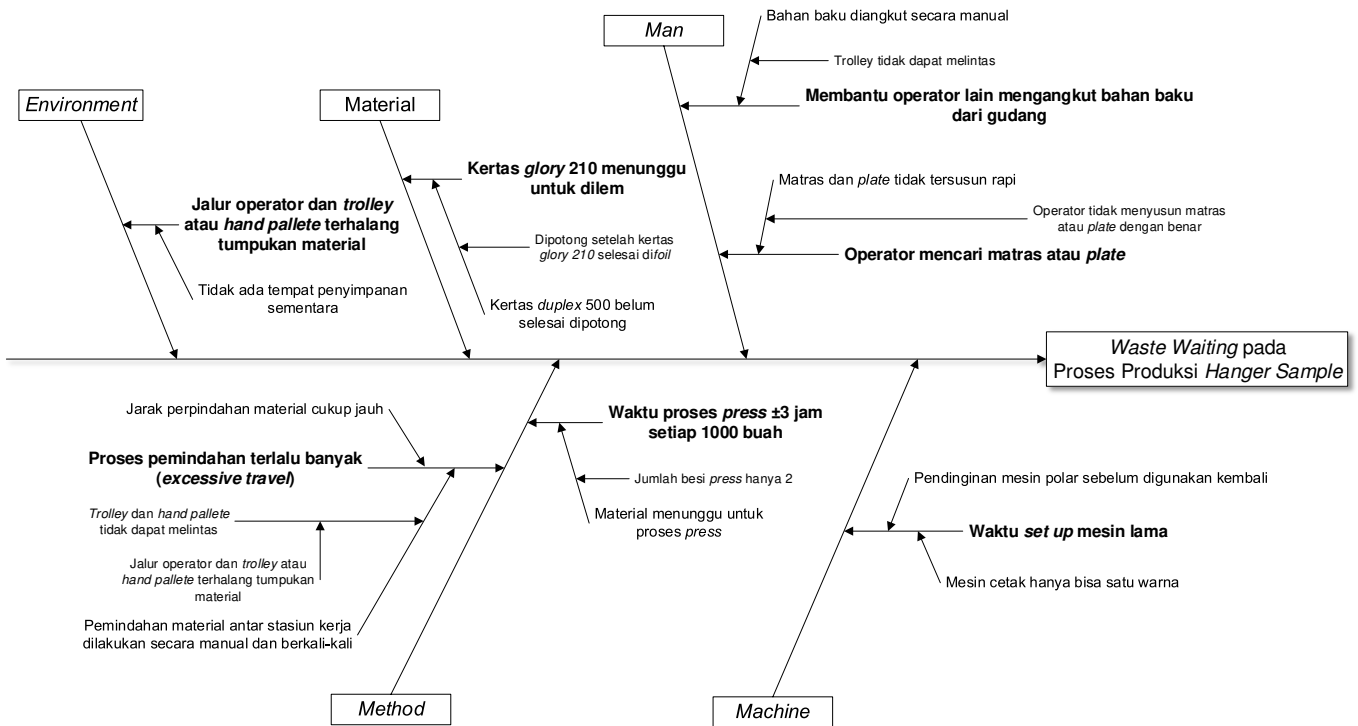 Man
Bahan baku diangkut secara manual
Trolley tidak dapat melintas
Membantu operator lain mengangkut bahan baku
dari gudang
Matras dan plate tidak tersusun rapi
Operator tidak menyusun matras
atau plate dengan benar
Operator mencari matras atau plate
Material
Kertas glory 210 menunggu
untuk dilem
Dipotong setelah kertas
glory 210 selesai difoil
Kertas duplex 500 belum
selesai dipotong
Environment
Jalur operator dan trolley
atau hand pallete terhalang
tumpukan material
Tidak ada tempat penyimpanan
sementara
Waste Waiting pada
Proses Produksi Hanger Sample
Jarak perpindahan material cukup jauh
Proses pemindahan terlalu banyak
(excessive travel)
Trolley dan hand pallete
tidak dapat melintas
Jalur operator dan trolley atau
hand pallete terhalang tumpukan
material
Pemindahan material antar stasiun kerja
dilakukan secara manual dan berkali-kali
Waktu proses press ±3 jam
setiap 1000 buah
Jumlah besi press hanya 2
Material menunggu untuk
proses press
Method
Pendinginan mesin polar sebelum digunakan kembali
Waktu set up mesin lama
Mesin cetak hanya bisa satu warna
Machine